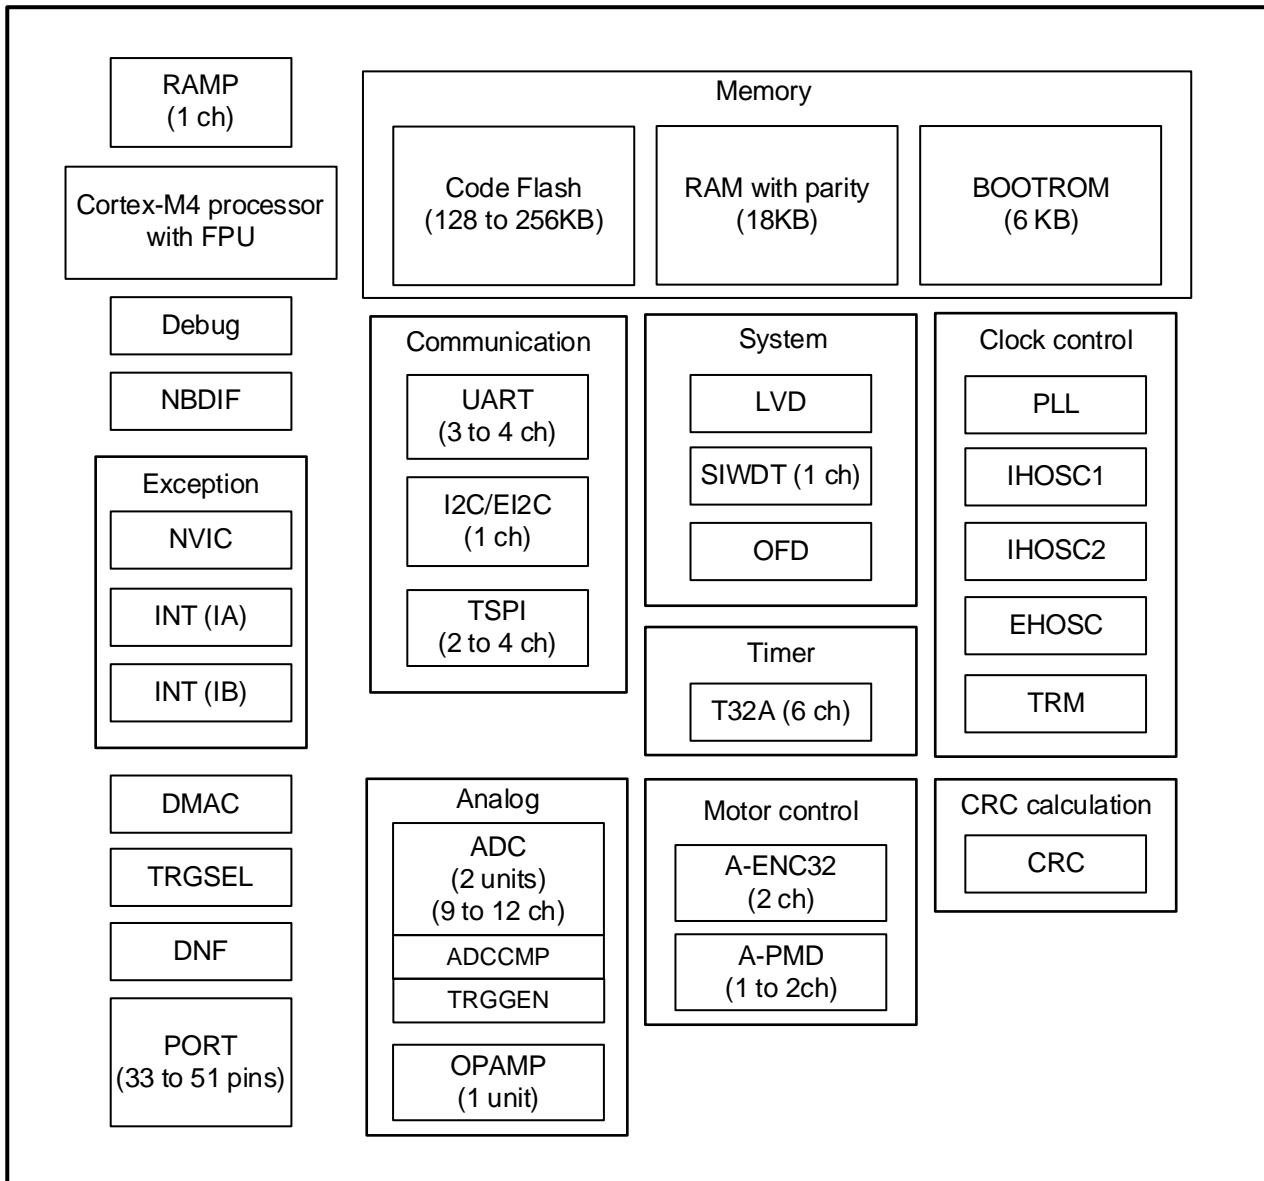 RAMP
(1 ch)
Cortex-M4 processor
with FPU
Debug
NBDIF
Exception
NVIC
INT (IA)
INT (IB)
DMAC
TRGSEL
DNF
PORT
(33 to 51 pins)
Memory
Code Flash
(128 to 256KB)
RAM with parity
(18KB)
BOOTROM
(6 KB)
Communication
UART
(3 to 4 ch)
I2C/EI2C
(1 ch)
TSPI
(2 to 4 ch)
System
LVD
SIWDT (1 ch)
OFD
Timer
T32A (6 ch)
Clock control
PLL
IHOSC1
IHOSC2
EHOSC
TRM
Analog
ADC
(2 units)
(9 to 12 ch)
ADCCMP
TRGGEN
OPAMP
(1 unit)
Motor control
A-ENC32
(2 ch)
A-PMD
(1 to 2ch)
CRC calculation
CRC